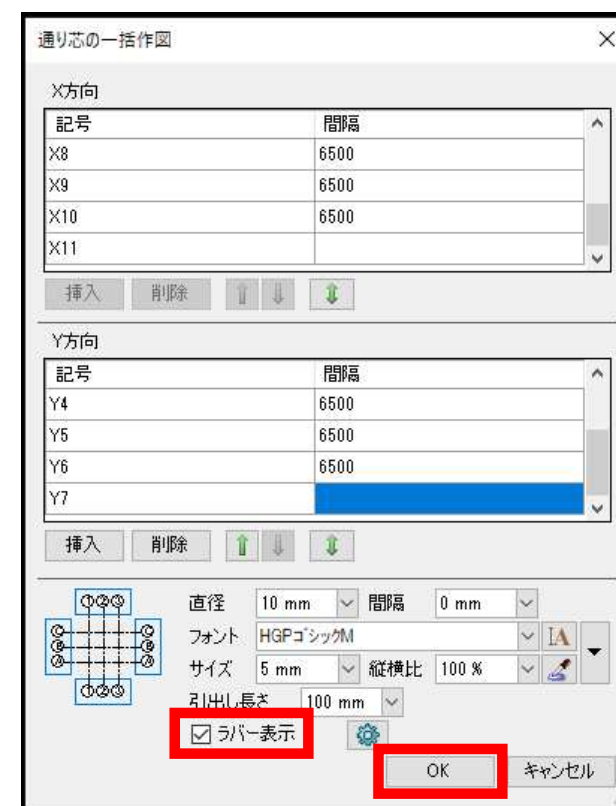 通り芯の一括作図
X方向
記号 間隔
X8 6500
X9 6500
X10 6500
X11
挿入 削除
Y方向
記号 間隔
Y4 6500
Y5 6500
Y6 6500
Y7
挿入 削除
直径 10 mm 間隔 0 mm
フォント HGPゴシックM IA
サイズ 5 mm 縦横比 100 %
引出し長さ 100 mm
ラバー表示
OK キャンセル